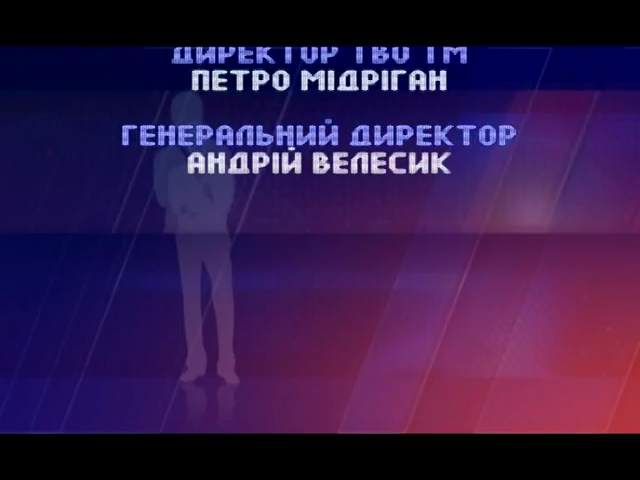 ДИРЕКТОР ТВО ТМ
ПЕТРО МІДРІГАН
ГЕНЕРАЛЬНИЙ ДИРЕКТОР
АНДРІЙ ВЕЛЕСИК